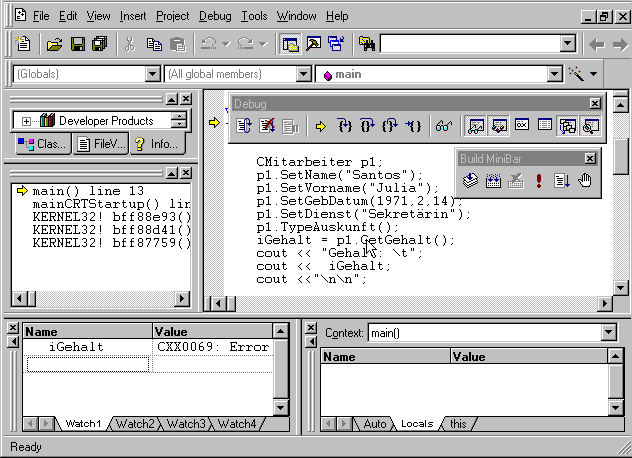 File Edit View Insert Project Debug Tools Window Help
(Globals) (All global members) main
Debug
Developer Products
Clas... FileV... Info...
Build MiniBar
main() line 13
mainCRTStartup() lin
KERNEL32! bff88e93()
KERNEL32! bff88d41()
KERNEL32! bff87759()
CMitarbeiter p1;
p1.SetName("Santos");
p1.SetVorname("Julia");
p1.SetGebDatum(1971,2,14);
p1.SetDienst("Sekretärin");
p1.TypeAuskunft();
iGehalt = p1.GetGehalt();
cout << "Gehalt: \t";
cout << iGehalt;
cout <<"\n\n";
Name Value
iGehalt CXX0069: Error
Watch1 Watch2 Watch3 Watch4
Context: main()
Name Value
Auto Locals this
Ready